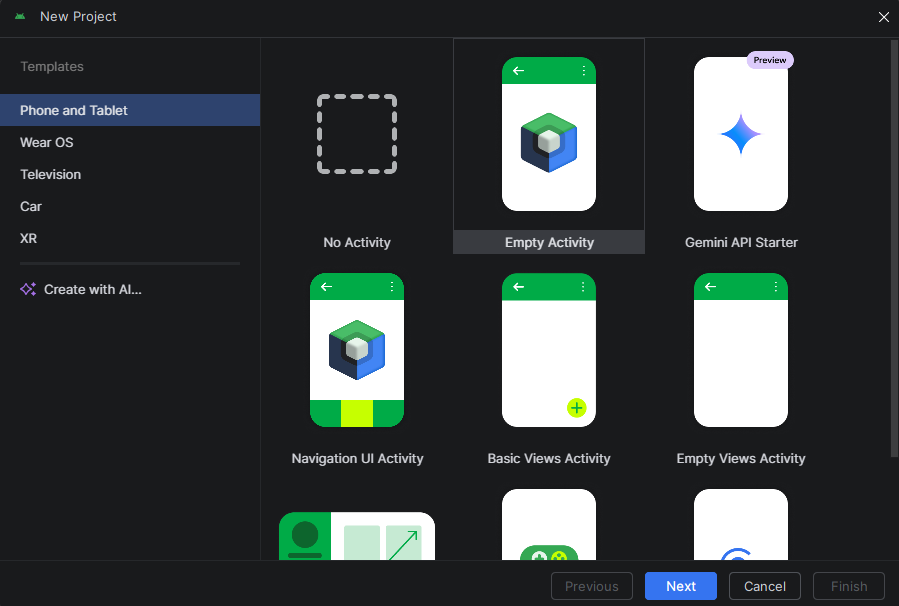 New Project
Templates
Phone and Tablet
Wear OS
Television
Car
XR
Create with AI...
Preview
No Activity
Empty Activity
Gemini API Starter
Navigation UI Activity
Basic Views Activity
Empty Views Activity
Previous
Next
Cancel
Finish